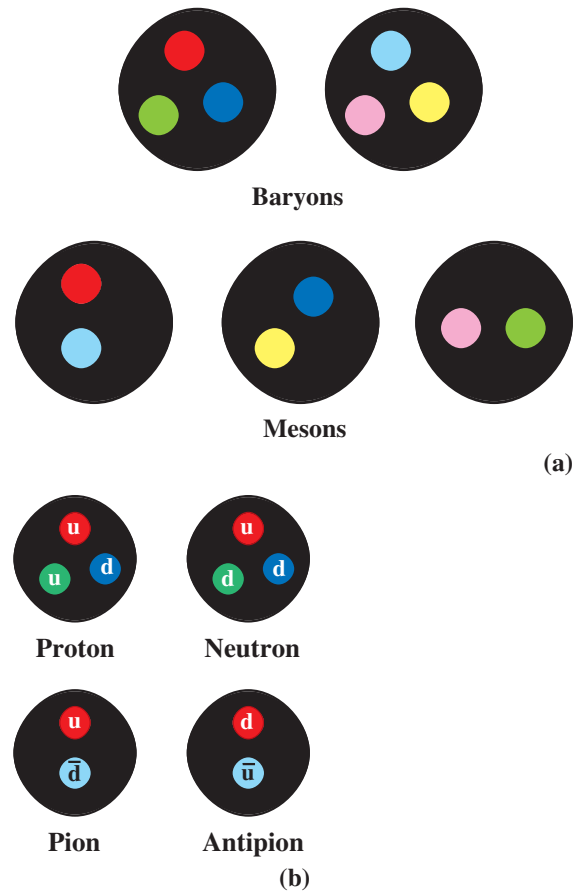 Baryons
Mesons
(a)
u u
u d d d
Proton Neutron
u d
d̅ u̅
Pion Antipion
(b)